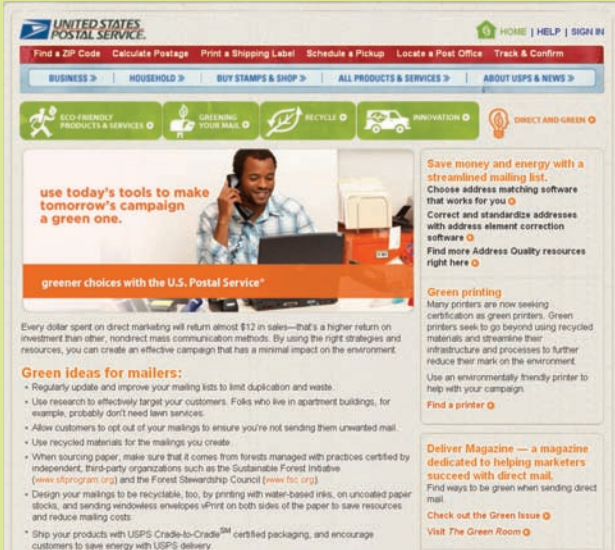 UNITED STATES
POSTAL SERVICE.
HOME | HELP | SIGN IN
Find a ZIP Code Calculate Postage Print a Shipping Label Schedule a Pickup Locate a Post Office Track & Confirm
BUSINESS » | HOUSEHOLD » | BUY STAMPS & SHOP » | ALL PRODUCTS & SERVICES » | ABOUT USPS & NEWS »
ECO-FRIENDLY
PRODUCTS & SERVICES
GREENING
YOUR MAIL
RECYCLE
INNOVATION
DIRECT AND GREEN
use today's tools to make
tomorrow's campaign
a green one.
greener choices with the U.S. Postal Service®
Every dollar spent on direct marketing will return almost $12 in sales—that's a higher return on
investment than other, nondirect mass communication methods. By using the right strategies and
resources, you can create an effective campaign that has a minimal impact on the environment
Green ideas for mailers:
• Regularly update and improve your mailing lists to limit duplication and waste.
• Use research to effectively target your customers. Folks who live in apartment buildings, for
example, probably don't need lawn services.
• Allow customers to opt out of your mailings to ensure you're not sending them unwanted mail.
• Use recycled materials for the mailings you create
• When sourcing paper, make sure that it comes from forests managed with practices certified by
independent, third-party organizations such as the Sustainable Forest Initiative
(www.sfiprogram.org) and the Forest Stewardship Council (www.fsc.org).
• Design your mailings to be recyclable, too, by printing with water-based inks, on uncoated paper
stocks, and sending windowless envelopes vPrint on both sides of the paper to save resources
and reduce mailing costs
* Ship your products with USPS Cradle-to-Cradle℠ certified packaging, and encourage
customers to save energy with USPS delivery
Save money and energy with a
streamlined mailing list.
Choose address matching software
that works for you
Correct and standardize addresses
with address element correction
software
Find more Address Quality resources
right here
Green printing
Many printers are now seeking
certification as green printers. Green
printers seek to go beyond using recycled
materials and streamline their
infrastructure and processes to further
reduce their mark on the environment
Use an environmentally friendly printer to
help with your campaign.
Find a printer
Deliver Magazine — a magazine
dedicated to helping marketers
succeed with direct mail.
Find ways to be green when sending direct
mail.
Check out the Green Issue
Visit The Green Room